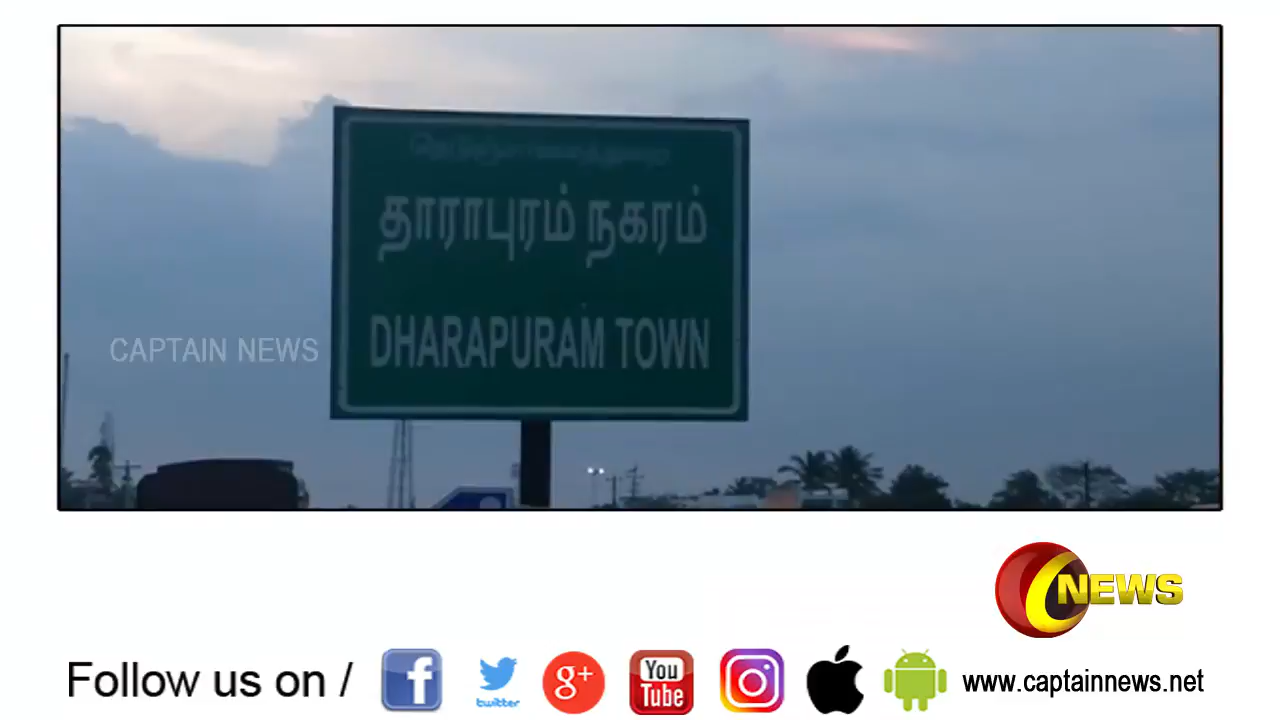 தாராபுரம் நகரம்
DHARAPURAM TOWN
CAPTAIN NEWS
NEWS
Follow us on / f twitter g+ You Tube www.captainnews.net